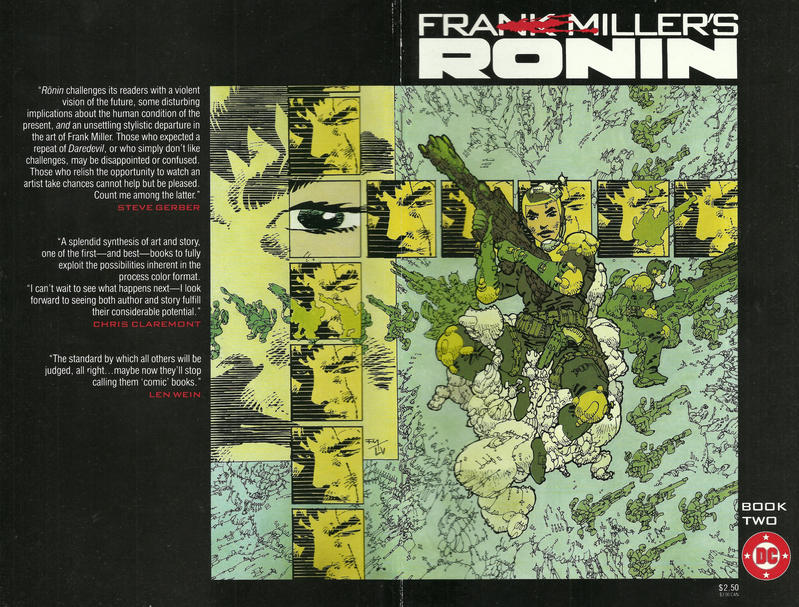 FRANK MILLER'S
RONIN
"Rōnin challenges its readers with a violent
vision of the future, some disturbing
implications about the human condition of the
present, and an unsettling stylistic departure in
the art of Frank Miller. Those who expected a
repeat of Daredevil, or who simply don't like
challenges, may be disappointed or confused.
Those who relish the opportunity to watch an
artist take chances cannot help but be pleased.
Count me among the latter."
STEVE GERBER
"A splendid synthesis of art and story,
one of the first—and best—books to fully
exploit the possibilities inherent in the
process color format.
"I can't wait to see what happens next—I look
forward to seeing both author and story fulfill
their considerable potential."
CHRIS CLAREMONT
"The standard by which all others will be
judged, all right...maybe now they'll stop
calling them 'comic' books."
LEN WEIN
FM
LV
BOOK
TWO
DC
$2.50